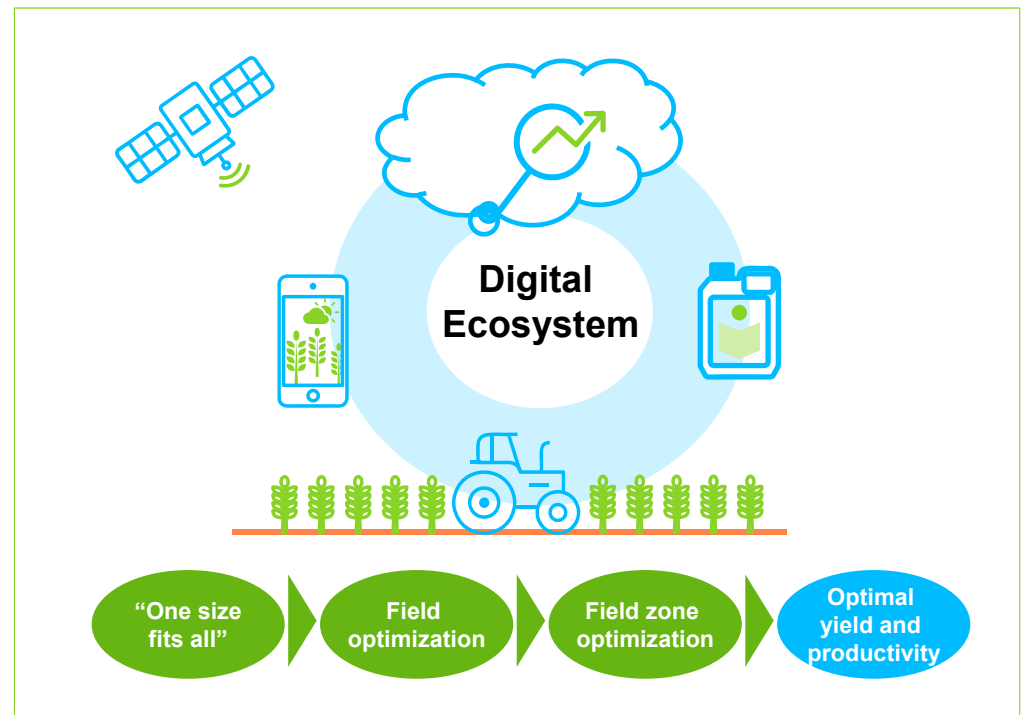 Digital
Ecosystem
“One size
fits all”
Field
optimization
Field zone
optimization
Optimal
yield and
productivity